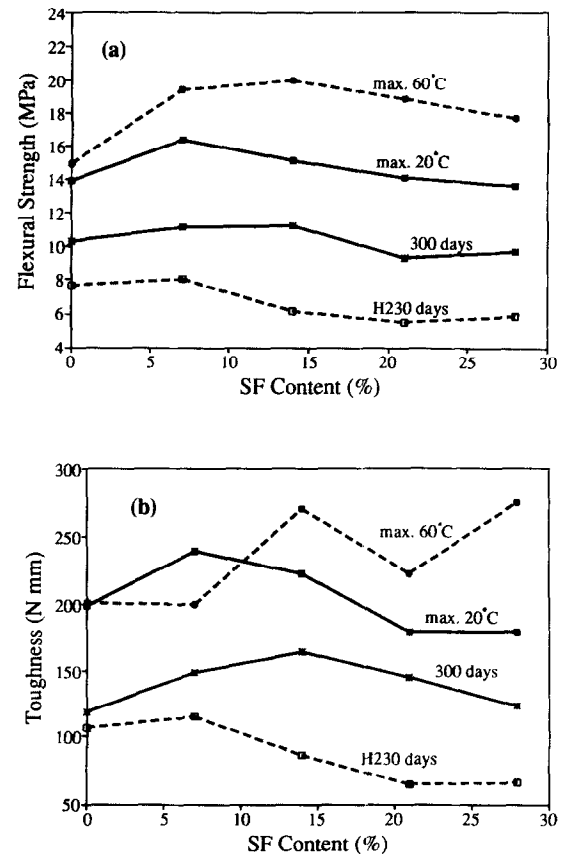 24
22
(a)
20
max. 60°C
18
16
max. 20°C
14
12
300 days
10
8
H230 days
6
4
0 5 10 15 20 25 30
Flexural Strength (MPa)
SF Content (%)
300
(b)
250
max. 60°C
200
max. 20°C
300 days
150
100
H230 days
50
0 5 10 15 20 25 30
Toughness (N mm)
SF Content (%)